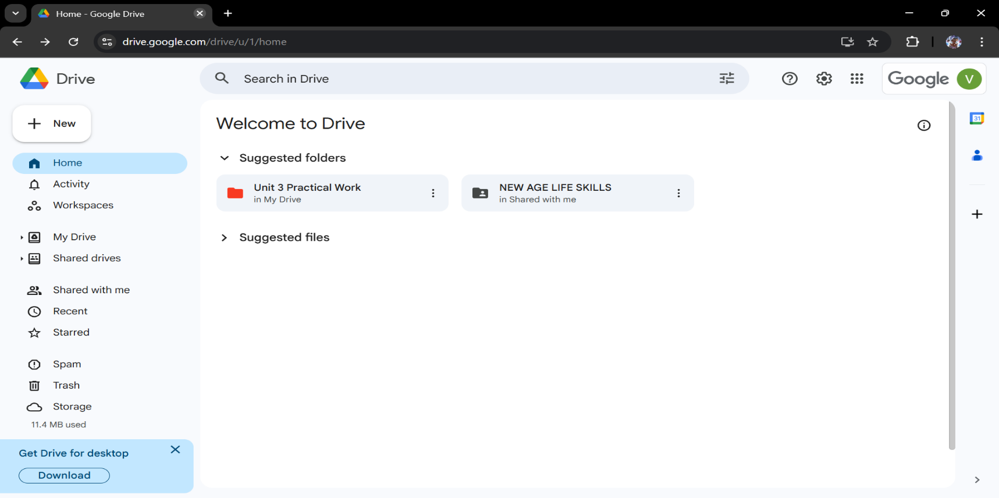 Home - Google Drive
drive.google.com/drive/u/1/home
Drive
Search in Drive
Google
V
New
Home
Activity
Workspaces
My Drive
Shared drives
Shared with me
Recent
Starred
Spam
Trash
Storage
11.4 MB used
Get Drive for desktop
Download
Welcome to Drive
Suggested folders
Unit 3 Practical Work
in My Drive
NEW AGE LIFE SKILLS
in Shared with me
Suggested files
31